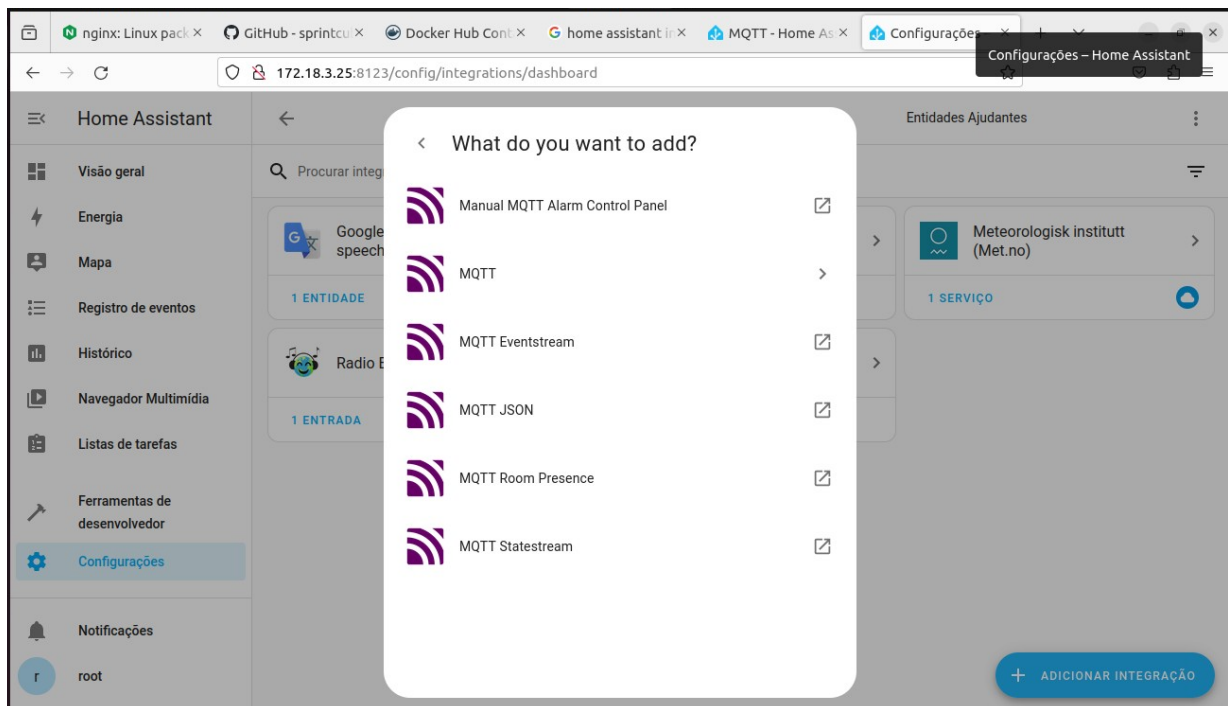 nginx: Linux pack
GitHub - sprintcu
Docker Hub Cont
home assistant in
MQTT - Home As
Configurações
Configurações – Home Assistant
172.18.3.25:8123/config/integrations/dashboard
Home Assistant
Entidades Ajudantes
Visão geral
Energia
Mapa
Registro de eventos
Histórico
Navegador Multimídia
Listas de tarefas
Ferramentas de
desenvolvedor
Configurações
Notificações
r
root
Procurar integ
Google
speech
1 ENTIDADE
Radio B
1 ENTRADA
What do you want to add?
Manual MQTT Alarm Control Panel
MQTT
MQTT Eventstream
MQTT JSON
MQTT Room Presence
MQTT Statestream
Meteorologisk institutt
(Met.no)
1 SERVIÇO
ADICIONAR INTEGRAÇÃO